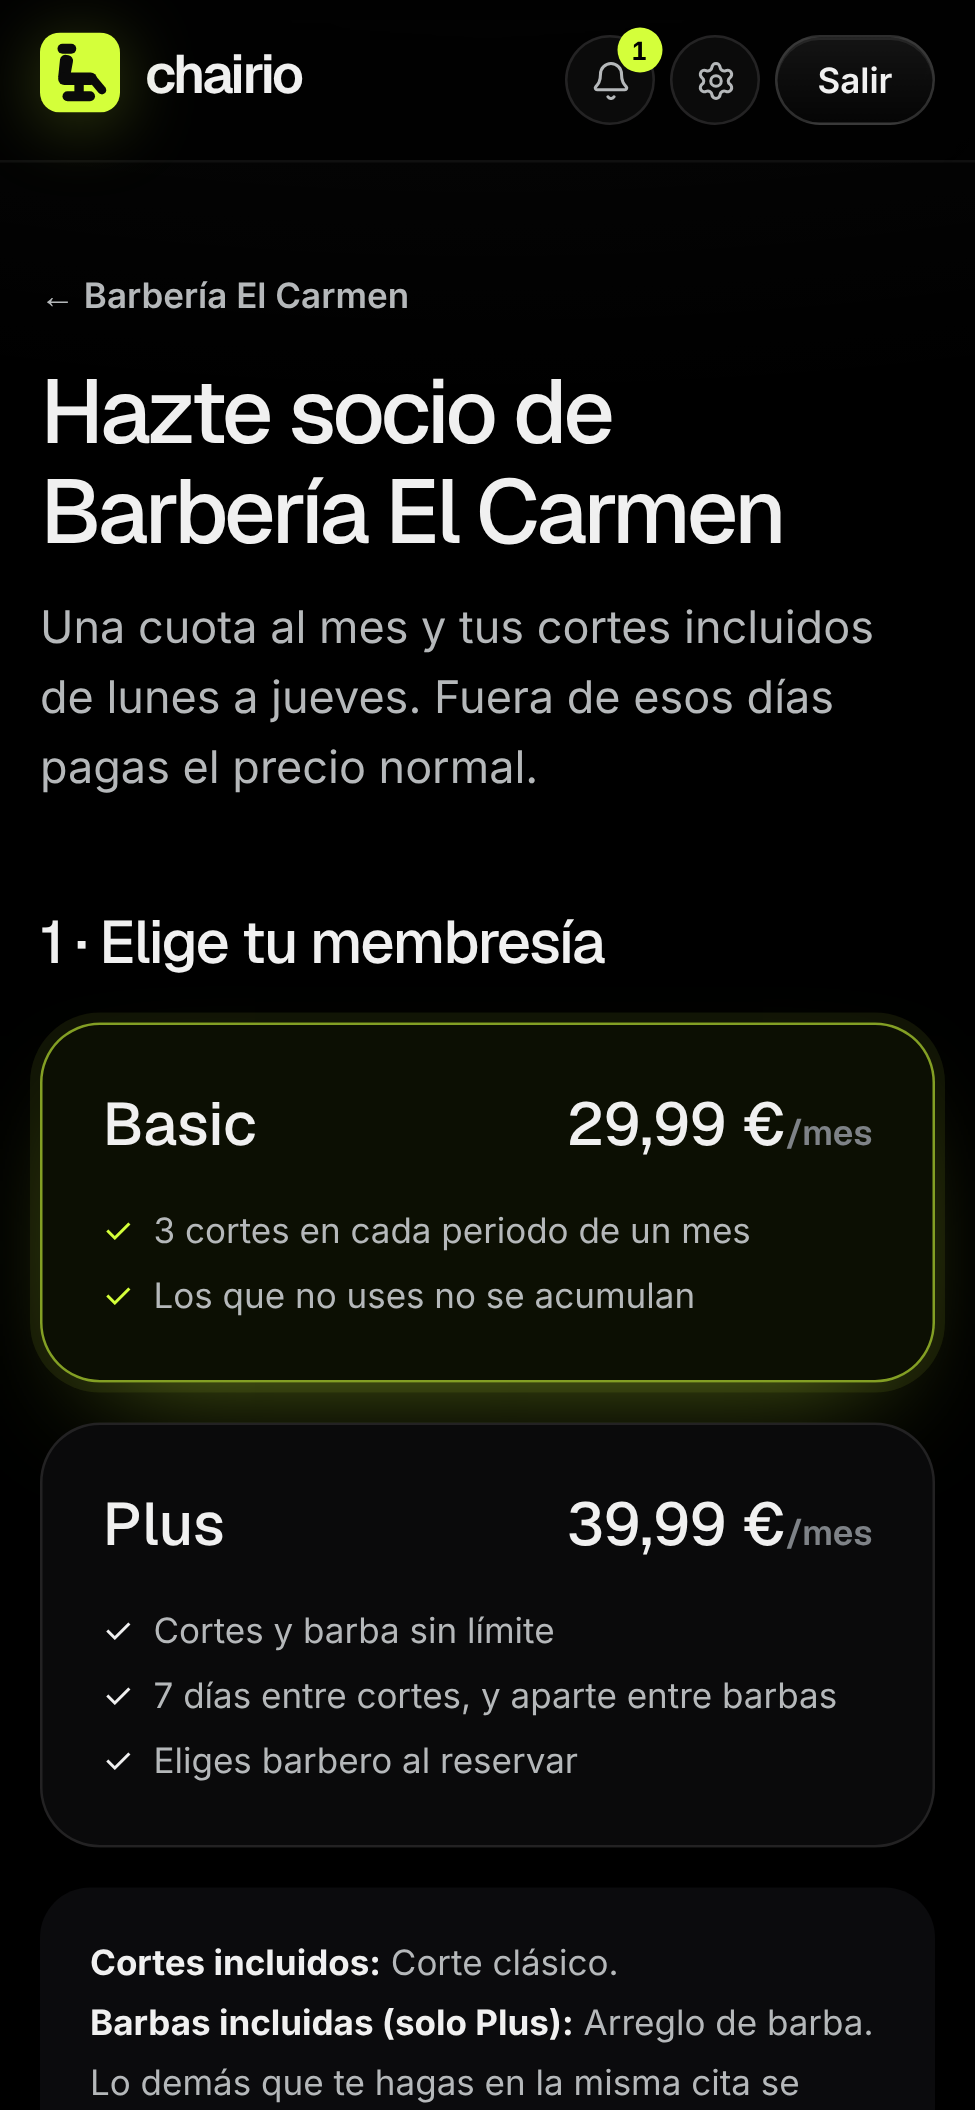 chairio
1
Salir
← Barbería El Carmen
Hazte socio de
Barbería El Carmen
Una cuota al mes y tus cortes incluidos
de lunes a jueves. Fuera de esos días
pagas el precio normal.
1 · Elige tu membresía
Basic 29,99 €/mes
✓ 3 cortes en cada periodo de un mes
✓ Los que no uses no se acumulan
Plus 39,99 €/mes
✓ Cortes y barba sin límite
✓ 7 días entre cortes, y aparte entre barbas
✓ Eliges barbero al reservar
Cortes incluidos: Corte clásico.
Barbas incluidas (solo Plus): Arreglo de barba.
Lo demás que te hagas en la misma cita se